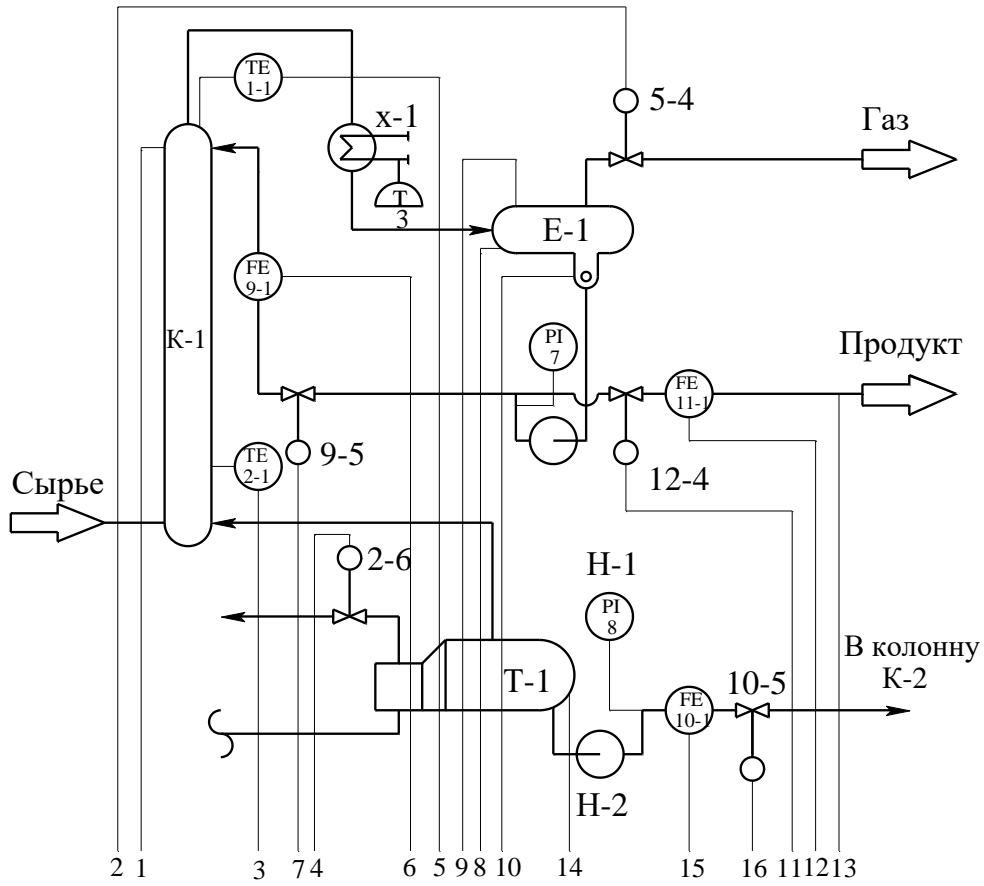 TE
1-1
х-1
5-4
Газ
Т
3
Е-1
FE
9-1
К-1
PI
7
Продукт
FE
11-1
TE
2-1
9-5
12-4
Сырье
2-6
Н-1
PI
8
В колонну
К-2
Т-1
10-5
FE
10-1
Н-2
2 1 3 7 4 6 5 9 8 10 14 15 16 11 12 13